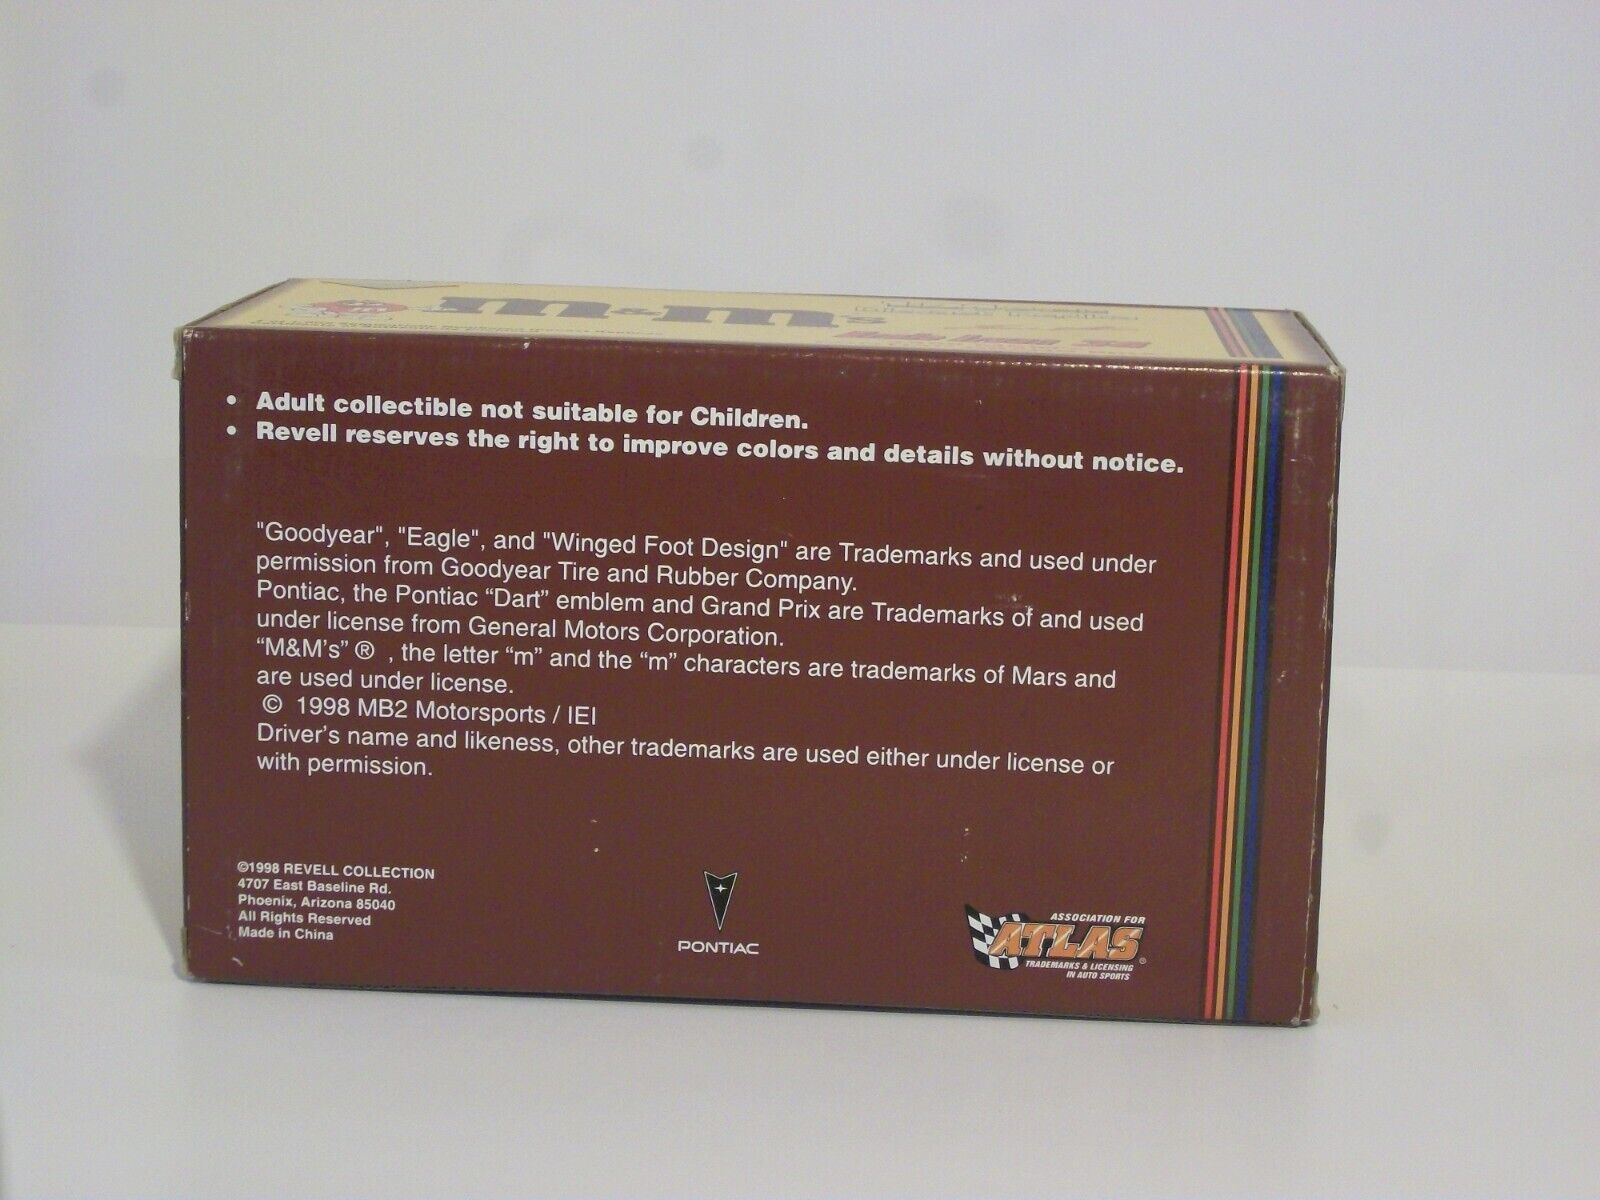 m&m's
• Adult collectible not suitable for Children.
• Revell reserves the right to improve colors and details without notice.
"Goodyear", "Eagle", and "Winged Foot Design" are Trademarks and used under
permission from Goodyear Tire and Rubber Company.
Pontiac, the Pontiac “Dart” emblem and Grand Prix are Trademarks of and used
under license from General Motors Corporation.
“M&M’s” ® , the letter “m” and the “m” characters are trademarks of Mars and
are used under license.
© 1998 MB2 Motorsports / IEI
Driver’s name and likeness, other trademarks are used either under license or
with permission.
©1998 REVELL COLLECTION
4707 East Baseline Rd.
Phoenix, Arizona 85040
All Rights Reserved
Made in China
PONTIAC
ASSOCIATION FOR
ATLAS®
TRADEMARKS & LICENSING
IN AUTO SPORTS